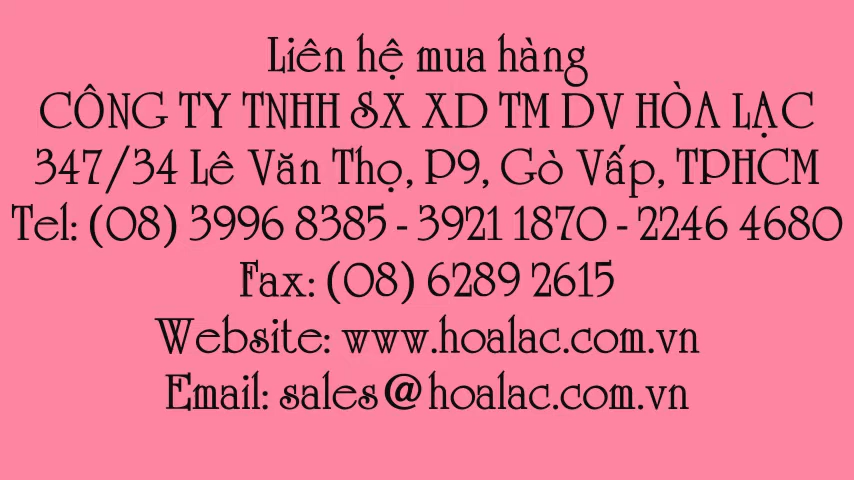 Liên hệ mua hàng
CÔNG TY TNHH SX XD TM DV HÒA LẠC
347/34 Lê Văn Thọ, P9, Gò Vấp, TPHCM
Tel: (08) 3996 8385 - 3921 1870 - 2246 4680
Fax: (08) 6289 2615
Website: www.hoalac.com.vn
Email: sales@hoalac.com.vn